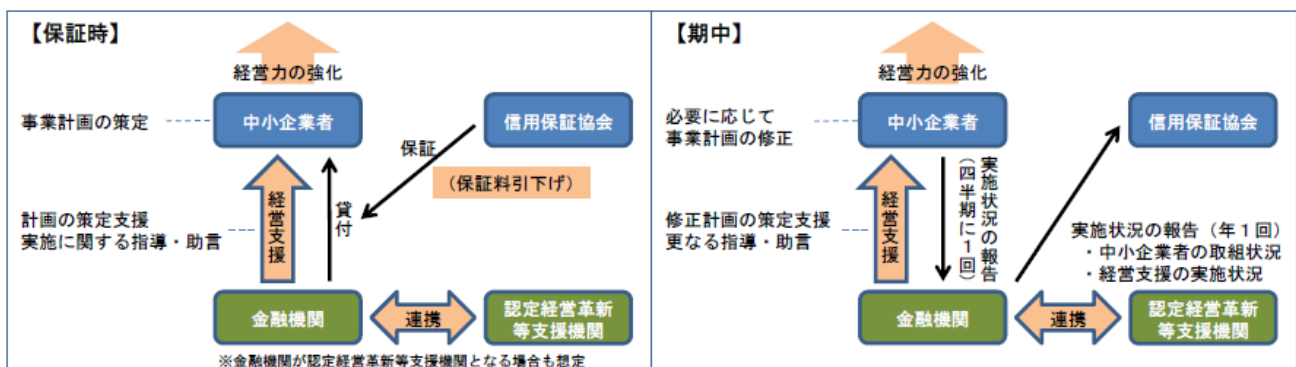 【保証時】
経営力の強化
事業計画の策定
中小企業者
信用保証協会
保証
（保証料引下げ）
貸付
経営支援
計画の策定支援
実施に関する指導・助言
金融機関
連携
認定経営革新
等支援機関
※金融機関が認定経営革新等支援機関となる場合も想定
【期中】
経営力の強化
必要に応じて
事業計画の修正
中小企業者
信用保証協会
実施状況の報告
（四半期に１回）
経営支援
修正計画の策定支援
更なる指導・助言
実施状況の報告（年１回）
・中小企業者の取組状況
・経営支援の実施状況
金融機関
連携
認定経営革新
等支援機関